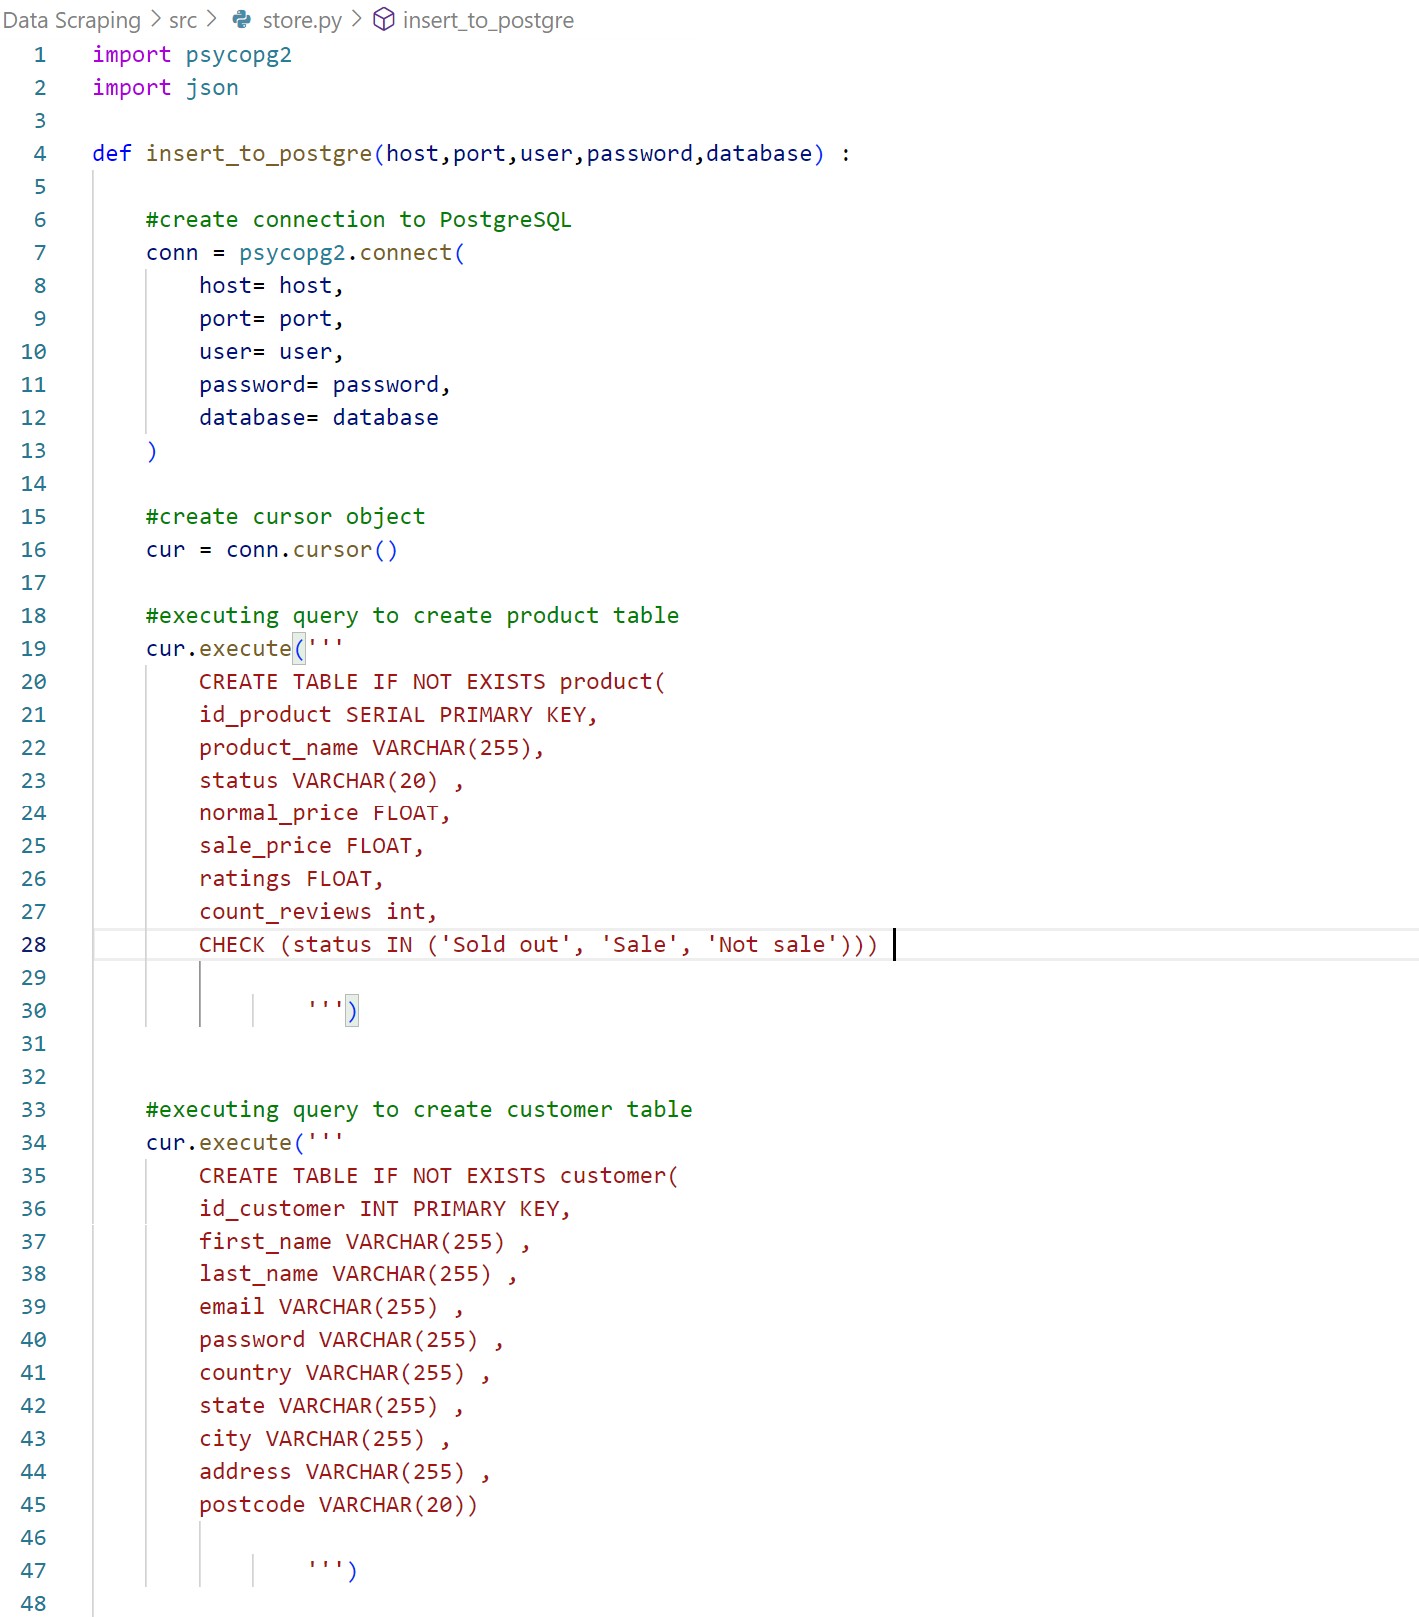 Data Scraping > src > store.py > insert_to_postgre
1 import psycopg2
2 import json
3
4 def insert_to_postgre(host,port,user,password,database) :
5
6     #create connection to PostgreSQL
7     conn = psycopg2.connect(
8         host= host,
9         port= port,
10         user= user,
11         password= password,
12         database= database
13     )
14
15     #create cursor object
16     cur = conn.cursor()
17
18     #executing query to create product table
19     cur.execute('''
20         CREATE TABLE IF NOT EXISTS product(
21         id_product SERIAL PRIMARY KEY,
22         product_name VARCHAR(255),
23         status VARCHAR(20) ,
24         normal_price FLOAT,
25         sale_price FLOAT,
26         ratings FLOAT,
27         count_reviews int,
28         CHECK (status IN ('Sold out', 'Sale', 'Not sale')))
29
30                 ''')
31
32
33     #executing query to create customer table
34     cur.execute('''
35         CREATE TABLE IF NOT EXISTS customer(
36         id_customer INT PRIMARY KEY,
37         first_name VARCHAR(255) ,
38         last_name VARCHAR(255) ,
39         email VARCHAR(255) ,
40         password VARCHAR(255) ,
41         country VARCHAR(255) ,
42         state VARCHAR(255) ,
43         city VARCHAR(255) ,
44         address VARCHAR(255) ,
45         postcode VARCHAR(20))
46
47                 ''')
48